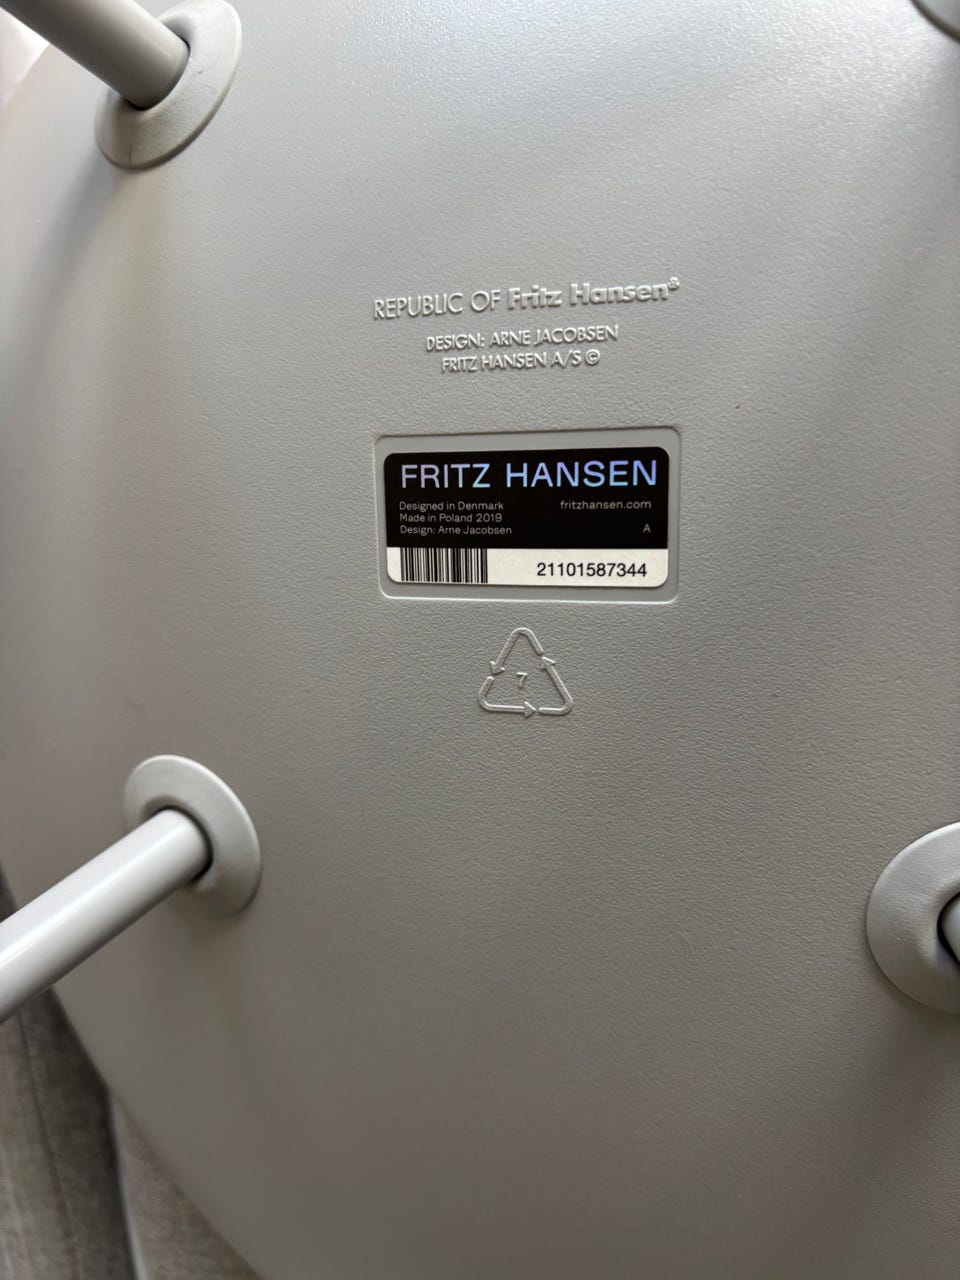 REPUBLIC OF Fritz Hansen®
DESIGN: ARNE JACOBSEN
FRITZ HANSEN A/S ©
FRITZ HANSEN
Designed in Denmark
fritzhansen.com
Made in Poland 2019
Design: Arne Jacobsen
A
21101587344
7